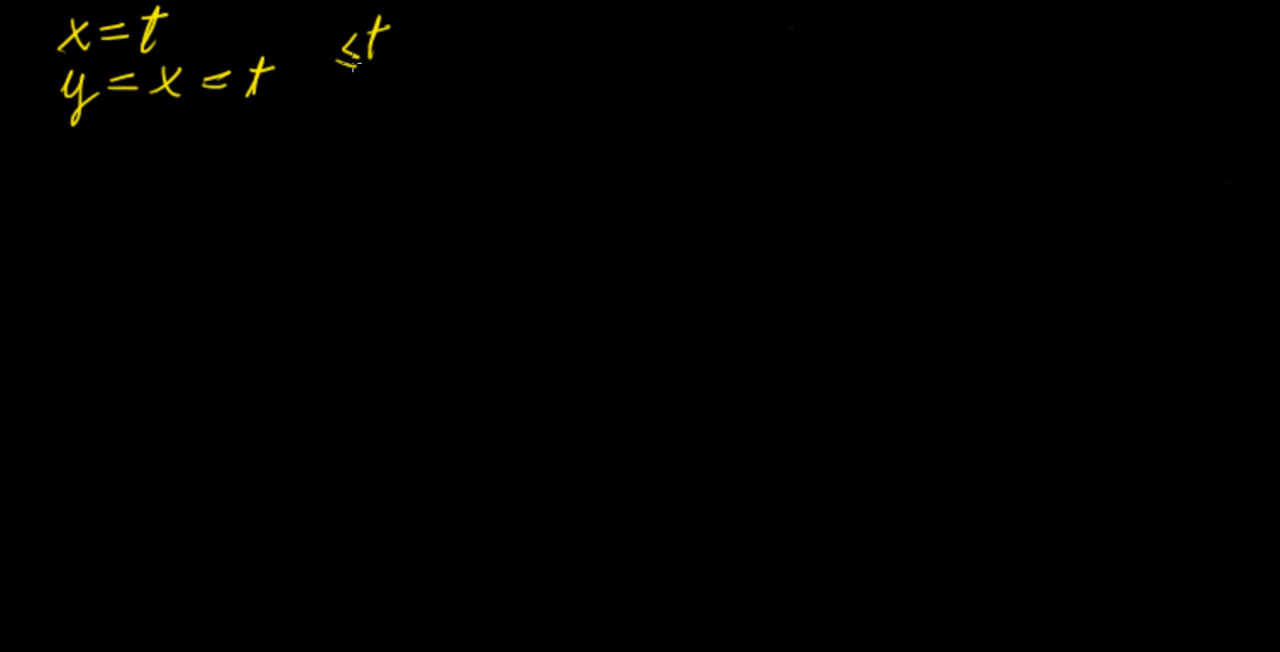 x = t
y = x = t ≤ t